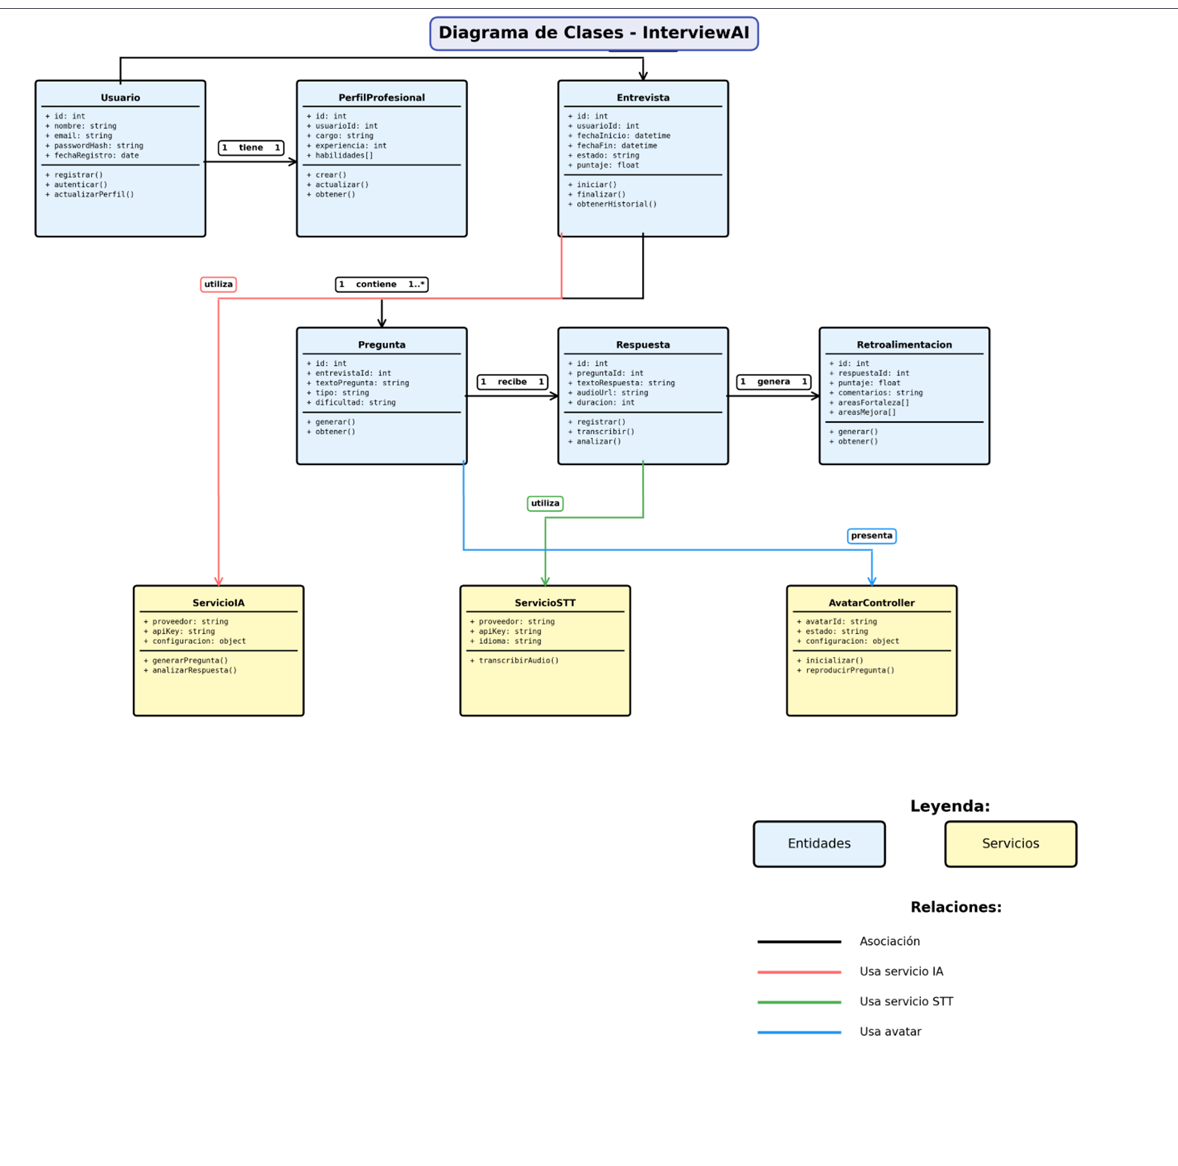 Diagrama de Clases - InterviewAI
Usuario
+ id: int
+ nombre: string
+ email: string
+ passwordHash: string
+ fechaRegistro: date
+ registrar()
+ autenticar()
+ actualizarPerfil()
1 tiene 1
PerfilProfesional
+ id: int
+ usuarioId: int
+ cargo: string
+ experiencia: int
+ habilidades[]
+ crear()
+ actualizar()
+ obtener()
Entrevista
+ id: int
+ usuarioId: int
+ fechaInicio: datetime
+ fechaFin: datetime
+ estado: string
+ puntaje: float
+ iniciar()
+ finalizar()
+ obtenerHistorial()
utiliza
1 contiene 1..*
Pregunta
+ id: int
+ entrevistaId: int
+ textoPregunta: string
+ tipo: string
+ dificultad: string
+ generar()
+ obtener()
1 recibe 1
Respuesta
+ id: int
+ preguntaId: int
+ textoRespuesta: string
+ audioUrl: string
+ duracion: int
+ registrar()
+ transcribir()
+ analizar()
1 genera 1
Retroalimentacion
+ id: int
+ respuestaId: int
+ puntaje: float
+ comentarios: string
+ areasFortaleza[]
+ areasMejora[]
+ generar()
+ obtener()
utiliza
presenta
ServicioIA
+ proveedor: string
+ apiKey: string
+ configuracion: object
+ generarPregunta()
+ analizarRespuesta()
ServicioSTT
+ proveedor: string
+ apiKey: string
+ idioma: string
+ transcribirAudio()
AvatarController
+ avatarId: string
+ estado: string
+ configuracion: object
+ inicializar()
+ reproducirPregunta()
Leyenda:
Entidades
Servicios
Relaciones:
Asociación
Usa servicio IA
Usa servicio STT
Usa avatar